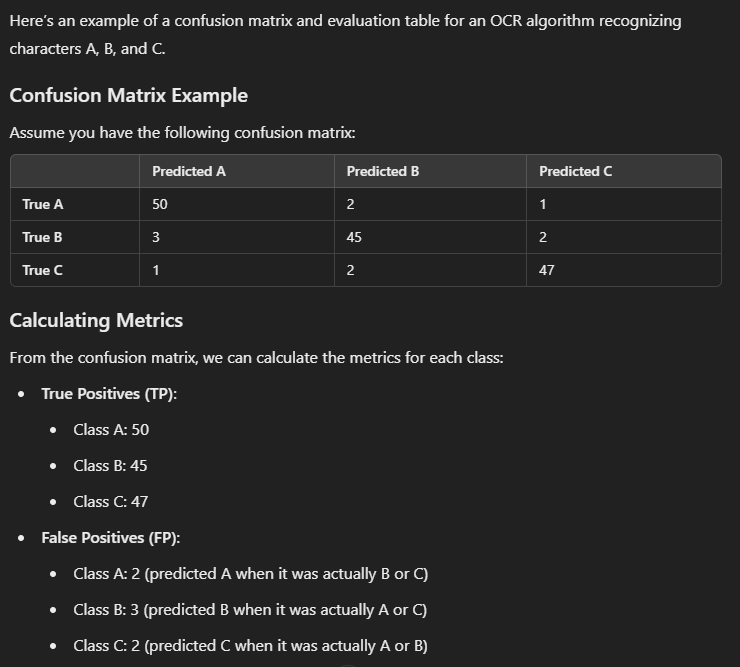 Here's an example of a confusion matrix and evaluation table for an OCR algorithm recognizing
characters A, B, and C.
Confusion Matrix Example
Assume you have the following confusion matrix:
Predicted A Predicted B Predicted C
True A 50 2 1
True B 3 45 2
True C 1 2 47
Calculating Metrics
From the confusion matrix, we can calculate the metrics for each class:
• True Positives (TP):
• Class A: 50
• Class B: 45
• Class C: 47
• False Positives (FP):
• Class A: 2 (predicted A when it was actually B or C)
• Class B: 3 (predicted B when it was actually A or C)
• Class C: 2 (predicted C when it was actually A or B)